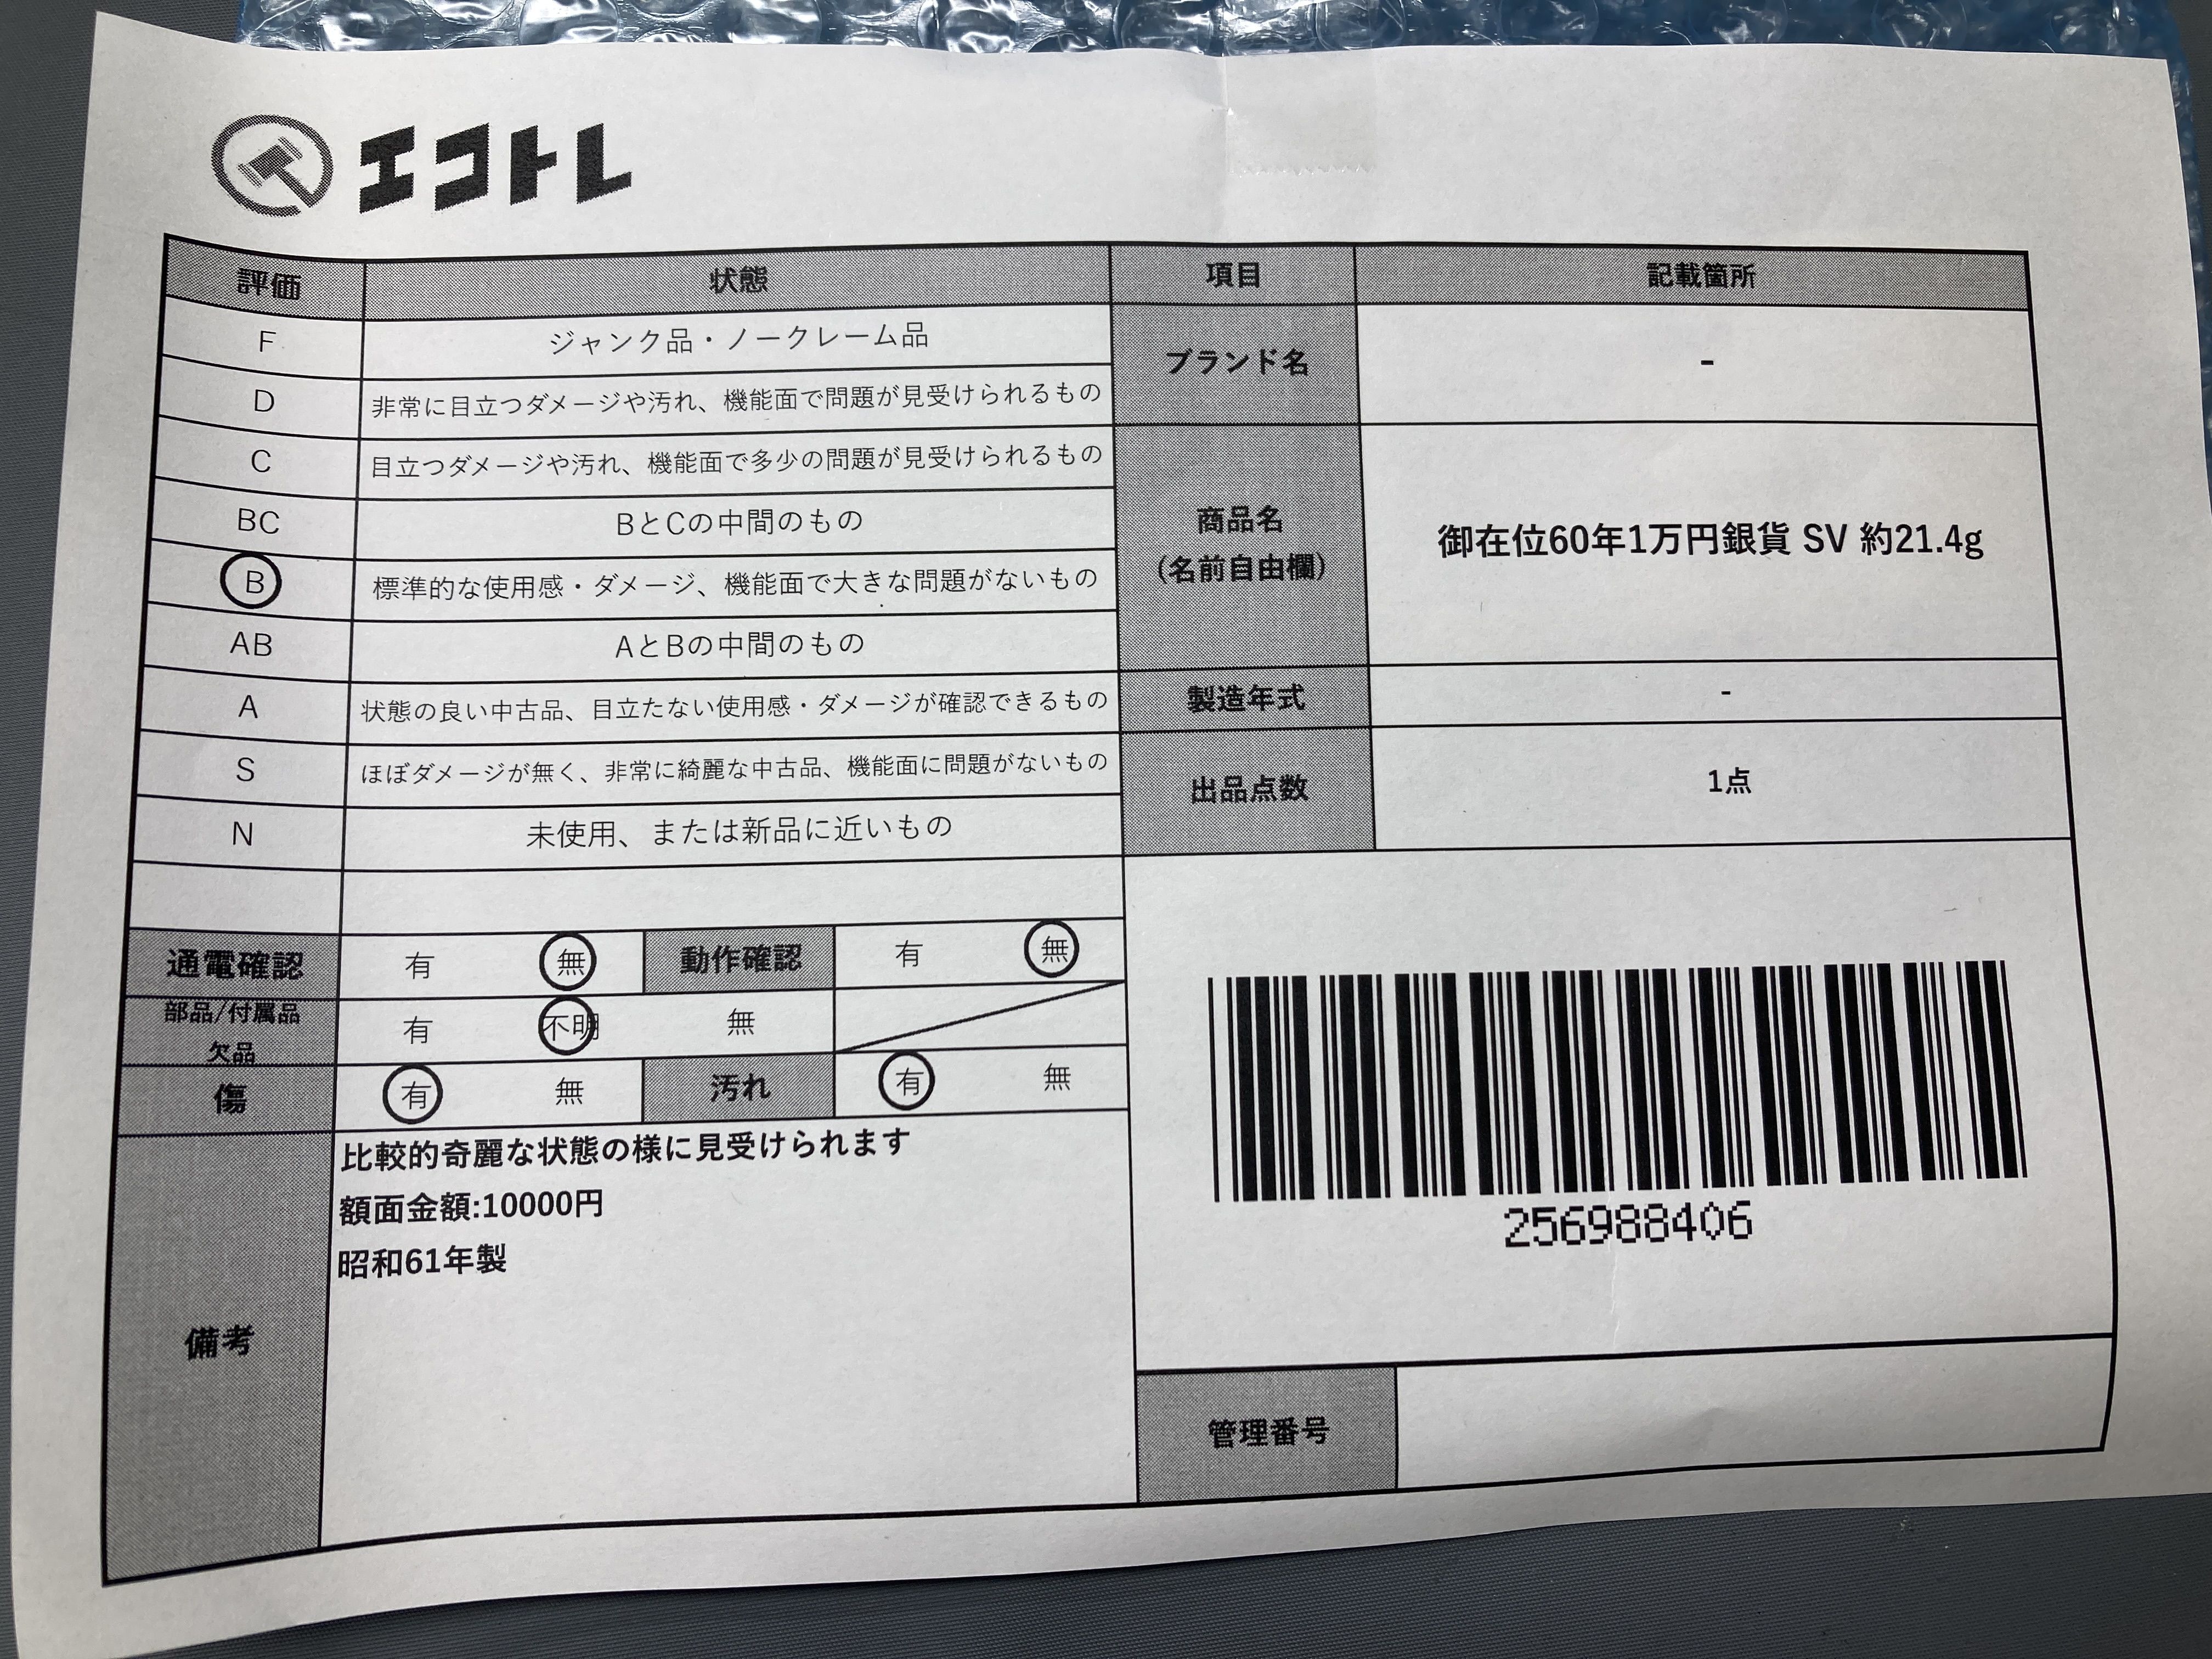 エコトレ
評価 状態 項目 記載箇所
F ジャンク品・ノークレーム品
ブランド名 -
D 非常に目立つダメージや汚れ、機能面で問題が見受けられるもの
C 目立つダメージや汚れ、機能面で多少の問題が見受けられるもの
BC BとCの中間のもの
商品名
(名前自由欄)
御在位60年1万円銀貨 SV 約21.4g
B 標準的な使用感・ダメージ、機能面で大きな問題がないもの
AB AとBの中間のもの
A 状態の良い中古品、目立たない使用感・ダメージが確認できるもの
製造年式 -
S ほぼダメージが無く、非常に綺麗な中古品、機能面に問題がないもの
出品点数 1点
N 未使用、または新品に近いもの
通電確認 有 無 動作確認 有 無
部品/付属品
欠品
有 不明 無
傷 有 無 汚れ 有 無
備考
比較的奇麗な状態の様に見受けられます
額面金額:10000円
昭和61年製
256988406
管理番号